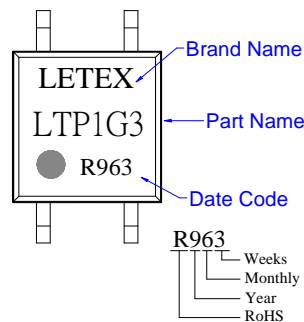 LETEX
Brand Name
LTP1G3
Part Name
R963
Date Code
R963
Weeks
Monthly
Year
RoHS